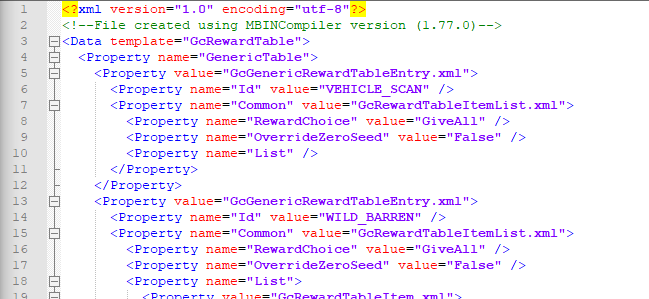 1 <?xml version="1.0" encoding="utf-8"?>
2 <!--File created using MBINCompiler version (1.77.0)-->
3 <Data template="GcRewardTable">
4 <Property name="GenericTable">
5 <Property value="GcGenericRewardTableEntry.xml">
6 <Property name="Id" value="VEHICLE_SCAN" />
7 <Property name="Common" value="GcRewardTableItemList.xml">
8 <Property name="RewardChoice" value="GiveAll" />
9 <Property name="OverrideZeroSeed" value="False" />
10 <Property name="List" />
11 </Property>
12 </Property>
13 <Property value="GcGenericRewardTableEntry.xml">
14 <Property name="Id" value="WILD_BARREN" />
15 <Property name="Common" value="GcRewardTableItemList.xml">
16 <Property name="RewardChoice" value="GiveAll" />
17 <Property name="OverrideZeroSeed" value="False" />
18 <Property name="List">
19 <Property value="GcRewardTableItem.xml">